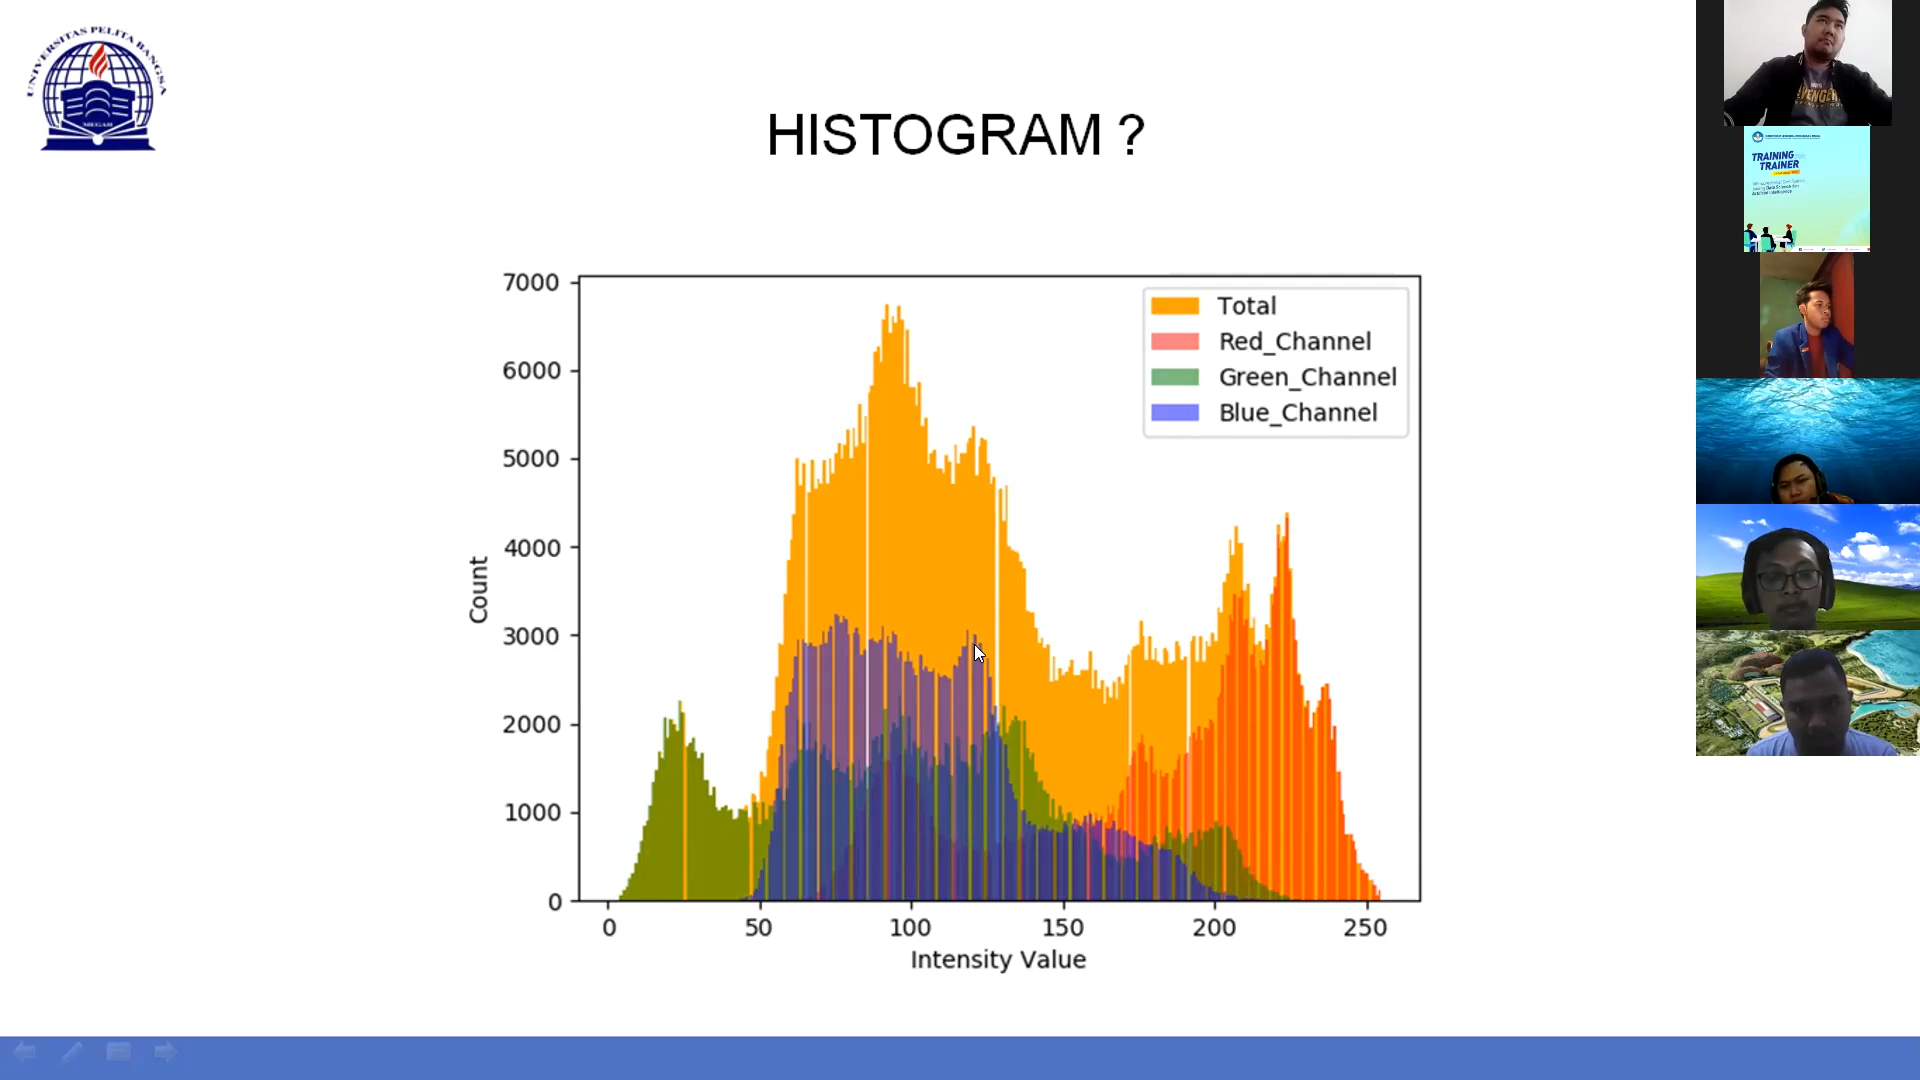 UNIVERSITAS PELITA BANGSA
HISTOGRAM ?
7000
6000
5000
4000
3000
2000
1000
0
Count
Total
Red_Channel
Green_Channel
Blue_Channel
0 50 100 150 200 250
Intensity Value
AVENGER
TRAINING
TRAINER